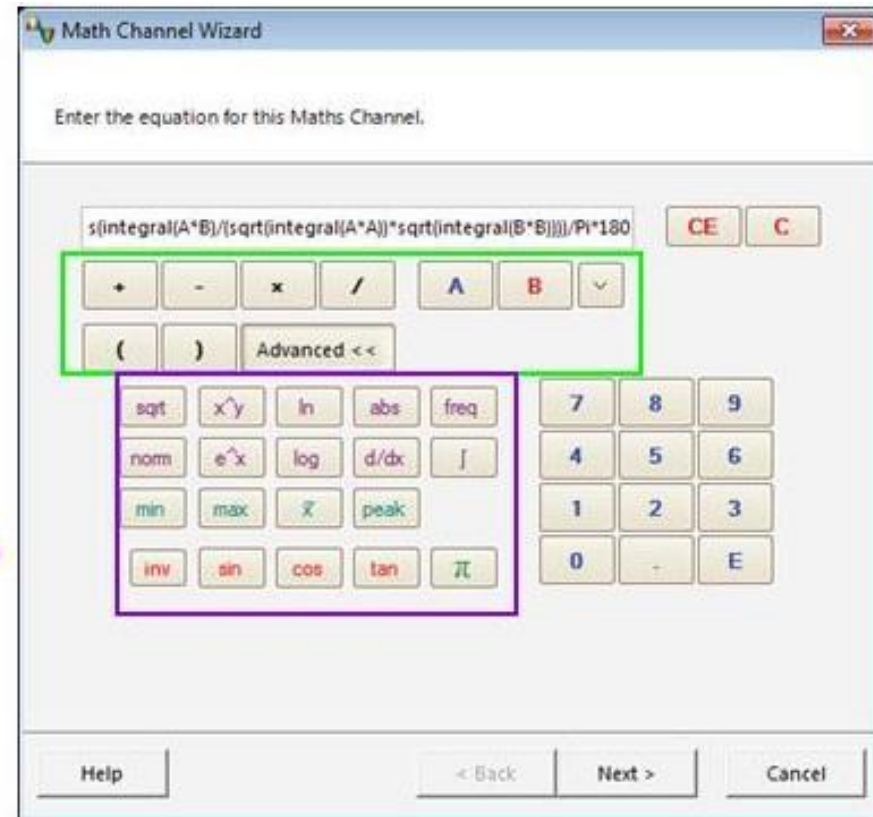 Math Channel Wizard
Enter the equation for this Maths Channel.
s(integral(A*B)/(sqrt(integral(A*A))*sqrt(integral(B*B))))/Pi*180 CE C
+ - × / A B
( ) Advanced <<
sqrt x^y ln abs freq 7 8 9
norm e^x log d/dx ∫ 4 5 6
min max x̄ peak 1 2 3
inv sin cos tan π 0 . E
Help < Back Next > Cancel